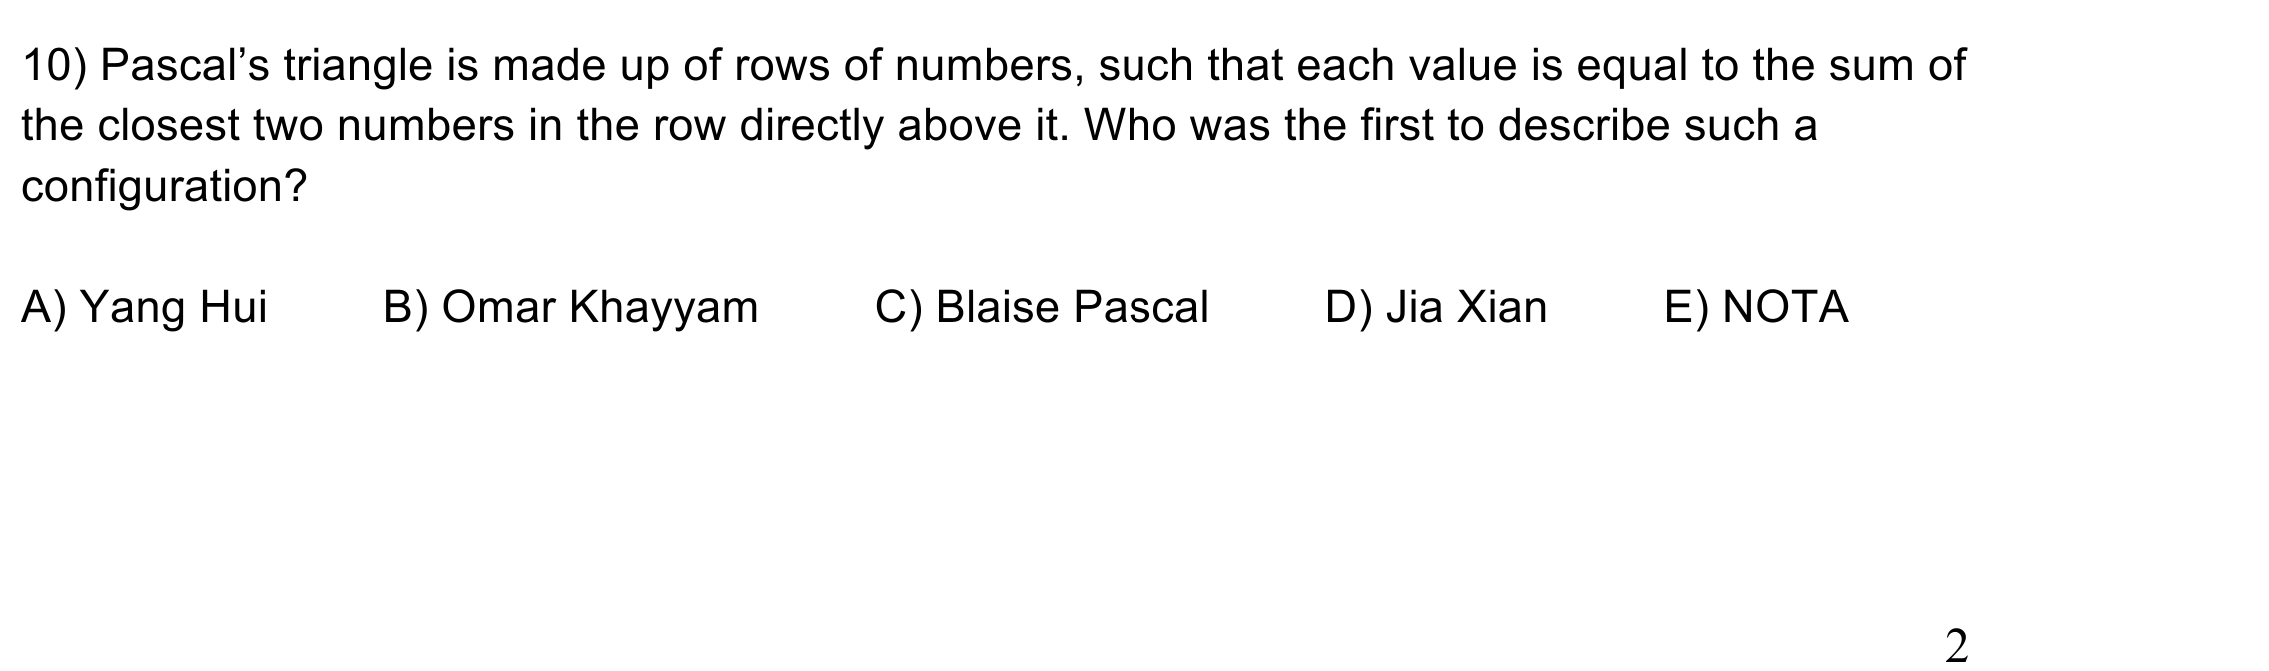 10) Pascal’s triangle is made up of rows of numbers, such that each value is equal to the sum of
the closest two numbers in the row directly above it. Who was the first to describe such a
configuration?
A) Yang Hui B) Omar Khayyam C) Blaise Pascal D) Jia Xian E) NOTA
2